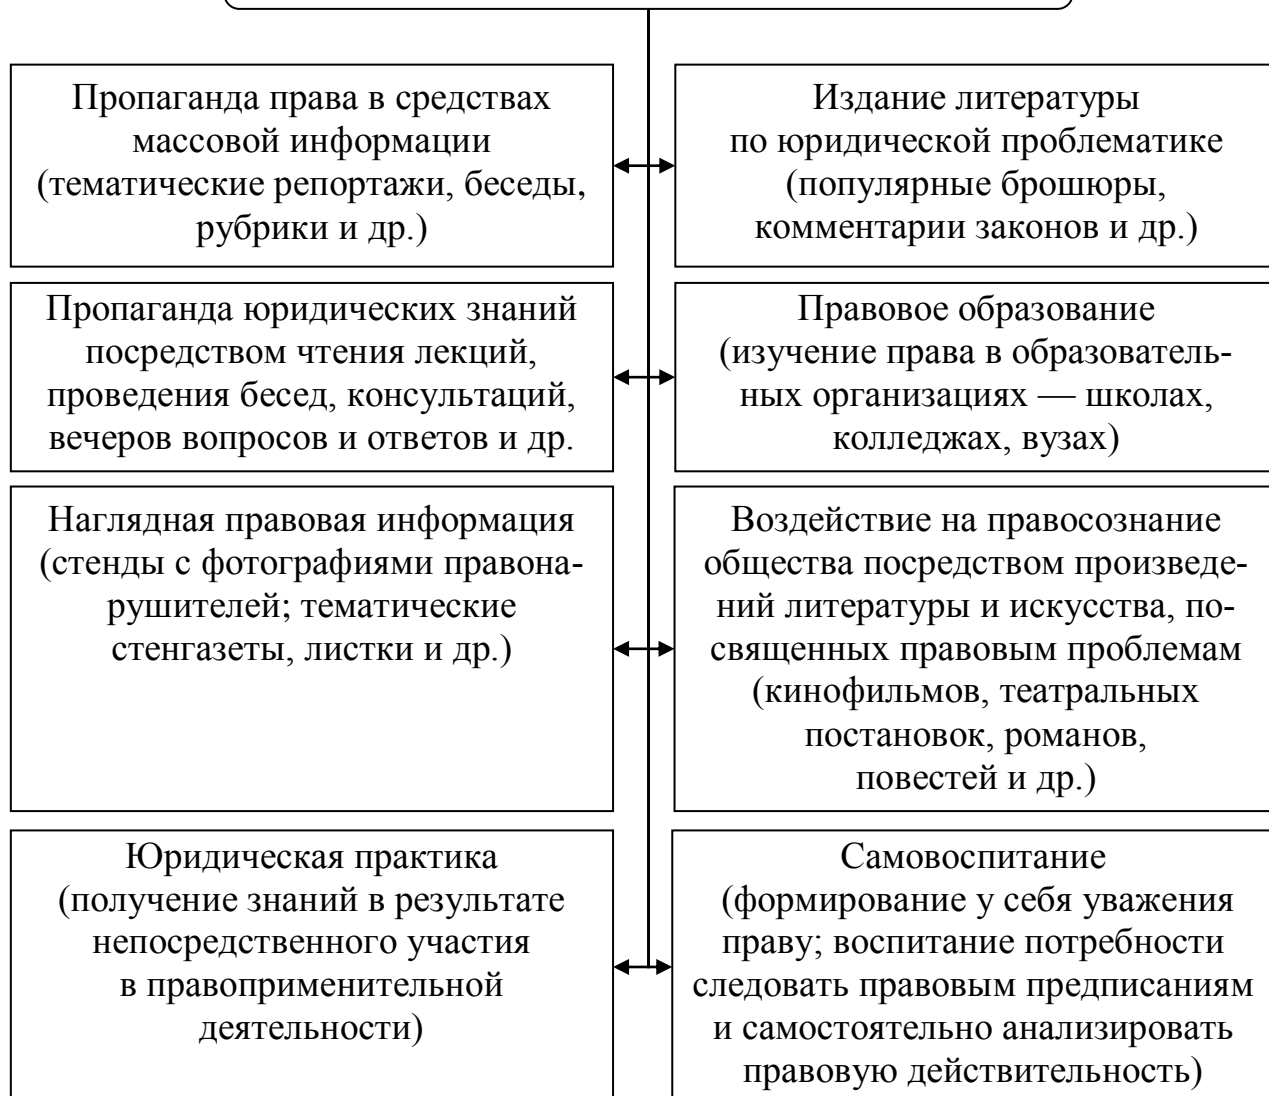 Пропаганда права в средствах
массовой информации
(тематические репортажи, беседы,
рубрики и др.)
Издание литературы
по юридической проблематике
(популярные брошюры,
комментарии законов и др.)
Пропаганда юридических знаний
посредством чтения лекций,
проведения бесед, консультаций,
вечеров вопросов и ответов и др.
Правовое образование
(изучение права в образователь-
ных организациях — школах,
колледжах, вузах)
Наглядная правовая информация
(стенды с фотографиями правона-
рушителей; тематические
стенгазеты, листки и др.)
Воздействие на правосознание
общества посредством произведе-
ний литературы и искусства, по-
священных правовым проблемам
(кинофильмов, театральных
постановок, романов,
повестей и др.)
Юридическая практика
(получение знаний в результате
непосредственного участия
в правоприменительной
деятельности)
Самовоспитание
(формирование у себя уважения
праву; воспитание потребности
следовать правовым предписаниям
и самостоятельно анализировать
правовую действительность)